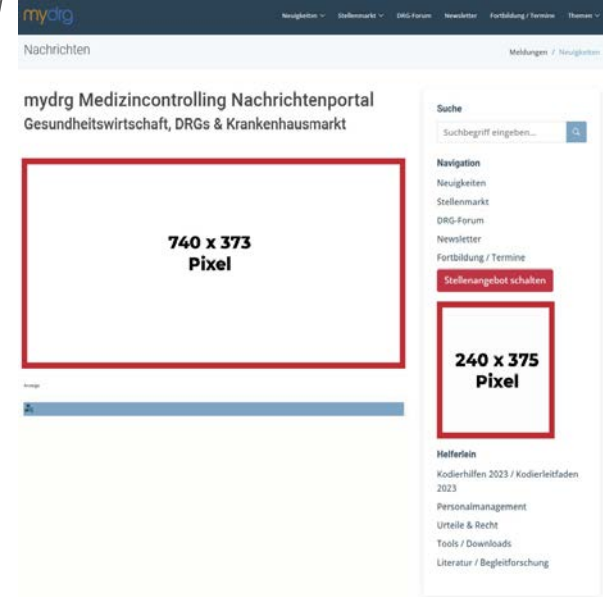 mydrg
Neuigkeiten Stellenmarkt DRG-Forum Newsletter Fortbildung / Termine Themen
Nachrichten
Meldungen / Neuigkeiten
mydrg Medizincontrolling Nachrichtenportal
Gesundheitswirtschaft, DRGs & Krankenhausmarkt
740 x 373
Pixel
Anzeige
Suche
Suchbegriff eingeben...
Navigation
Neuigkeiten
Stellenmarkt
DRG-Forum
Newsletter
Fortbildung / Termine
Stellenangebot schalten
240 x 375
Pixel
Helferlein
Kodierhilfen 2023 / Kodierleitfaden
2023
Personalmanagement
Urteile & Recht
Tools / Downloads
Literatur / Begleitforschung